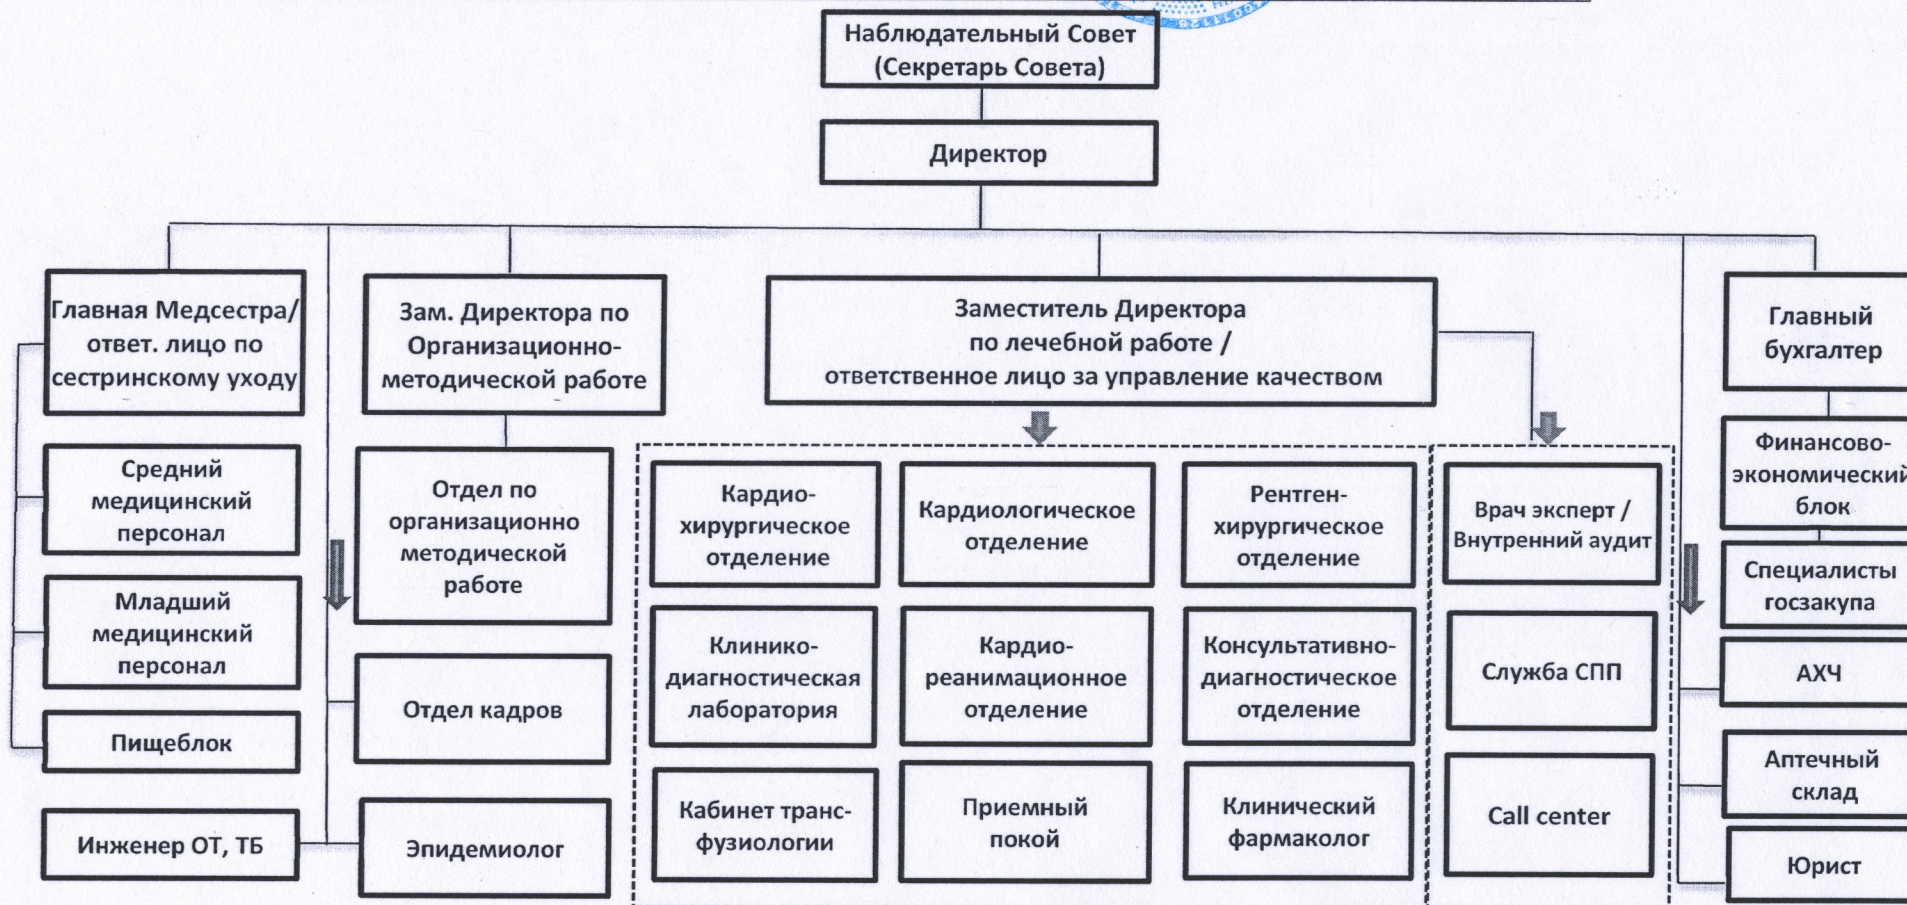 Наблюдательный Совет
(Секретарь Совета)
Директор
Главная Медсестра/
ответ. лицо по
сестринскому уходу
Зам. Директора по
Организационно-
методической работе
Заместитель Директора
по лечебной работе /
ответственное лицо за управление качеством
Главный
бухгалтер
Средний
медицинский
персонал
Младший
медицинский
персонал
Пищеблок
Инженер ОТ, ТБ
Отдел по
организационно
методической
работе
Отдел кадров
Эпидемиолог
Кардио-
хирургическое
отделение
Кардиологическое
отделение
Рентген-
хирургическое
отделение
Клинико-
диагностическая
лаборатория
Кардио-
реанимационное
отделение
Консультативно-
диагностическое
отделение
Кабинет транс-
фузиологии
Приемный
покой
Клинический
фармаколог
Врач эксперт /
Внутренний аудит
Служба СПП
Call center
Финансово-
экономический
блок
Специалисты
госзакупа
АХЧ
Аптечный
склад
Юрист